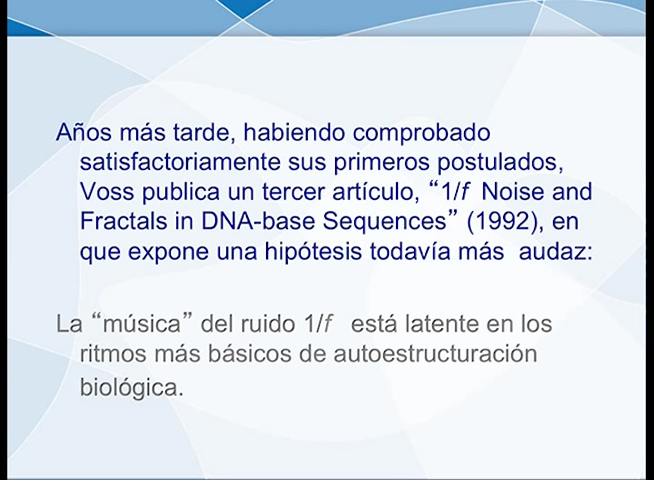 Años más tarde, habiendo comprobado
satisfactoriamente sus primeros postulados,
Voss publica un tercer artículo, “1/f Noise and
Fractals in DNA-base Sequences” (1992), en
que expone una hipótesis todavía más audaz:
La “música” del ruido 1/f está latente en los
ritmos más básicos de autoestructuración
biológica.